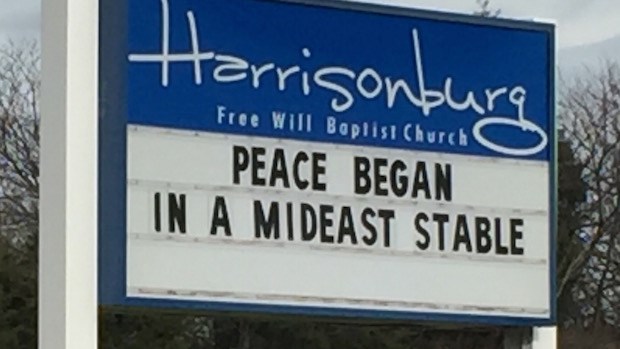 Harrisonburg
Free Will Baptist Church
PEACE BEGAN
IN A MIDEAST STABLE